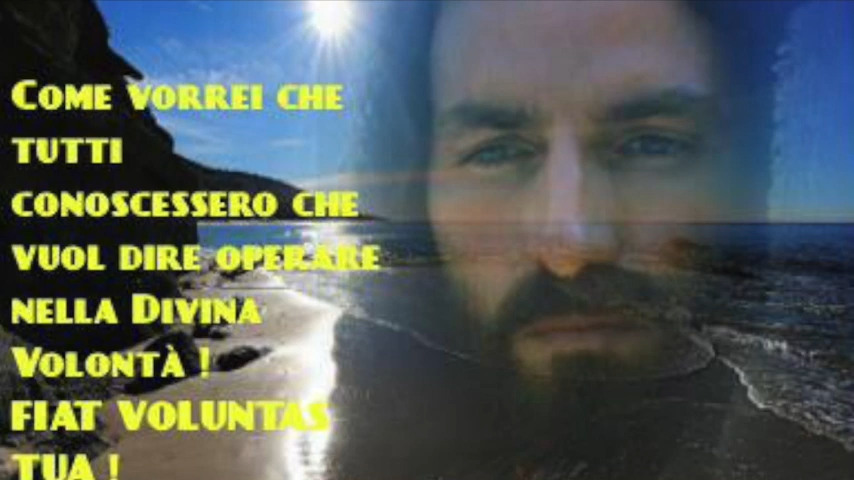 Come vorrei che
tutti
conoscessero che
vuol dire operare
nella Divina
Volontà !
FIAT VOLUNTAS
TUA !